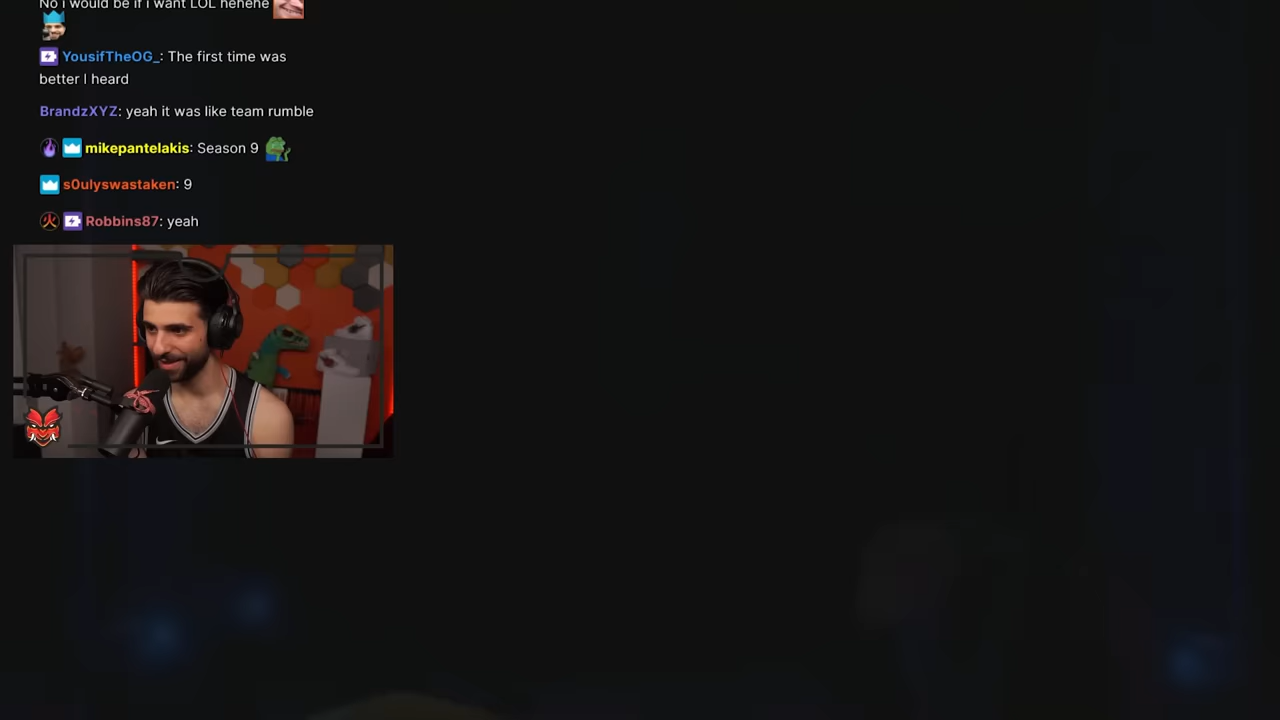 No i would be if i want LOL hehehe
YousifTheOG_: The first time was
better I heard
BrandzXYZ: yeah it was like team rumble
mikepantelakis: Season 9
s0ulyswastaken: 9
Robbins87: yeah